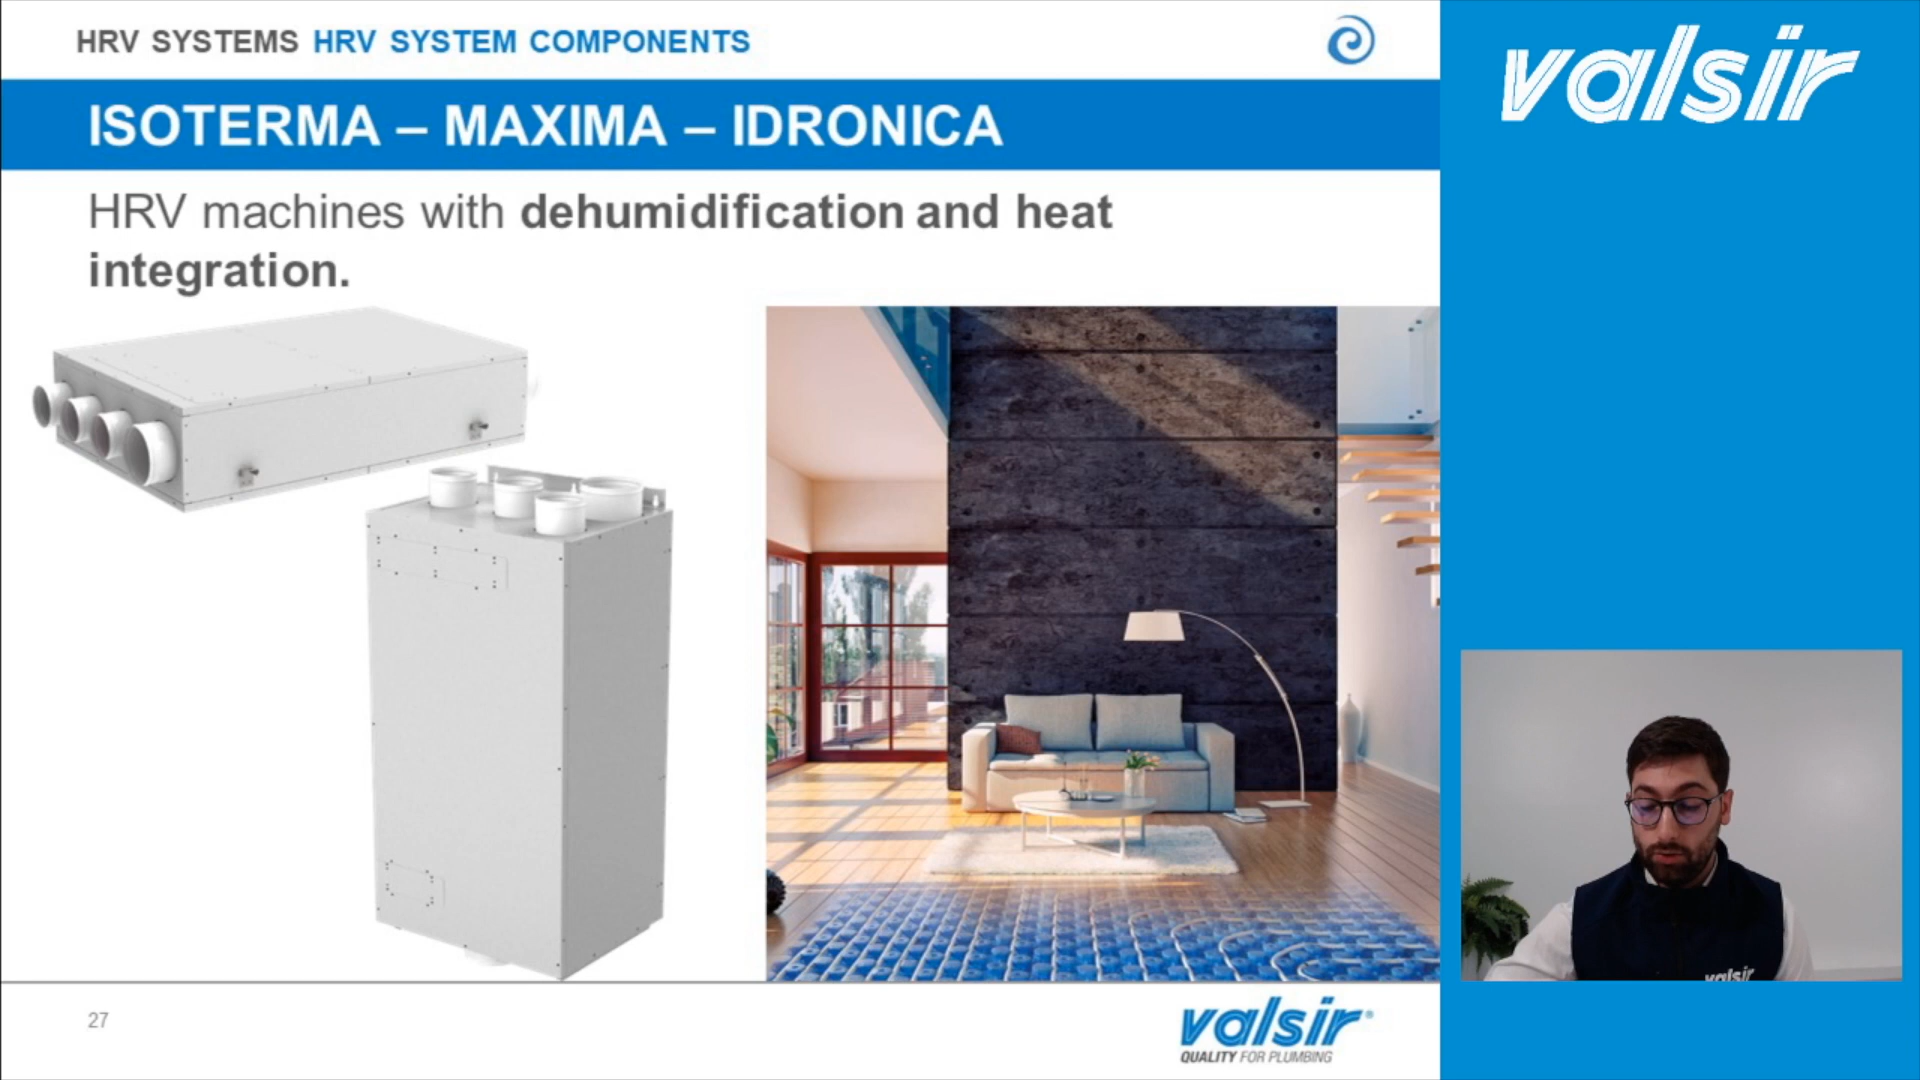 HRV SYSTEMS HRV SYSTEM COMPONENTS
ISOTERMA – MAXIMA – IDRONICA
HRV machines with dehumidification and heat
integration.
27
valsir®
QUALITY FOR PLUMBING
valsir
valsir